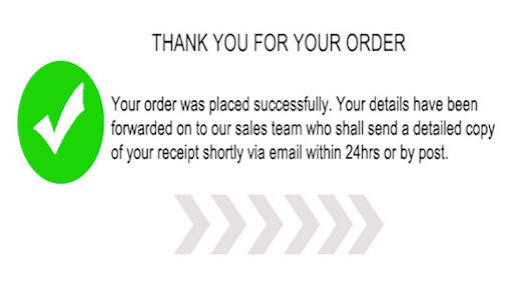 THANK YOU FOR YOUR ORDER
Your order was placed successfully. Your details have been
forwarded on to our sales team who shall send a detailed copy
of your receipt shortly via email within 24hrs or by post.